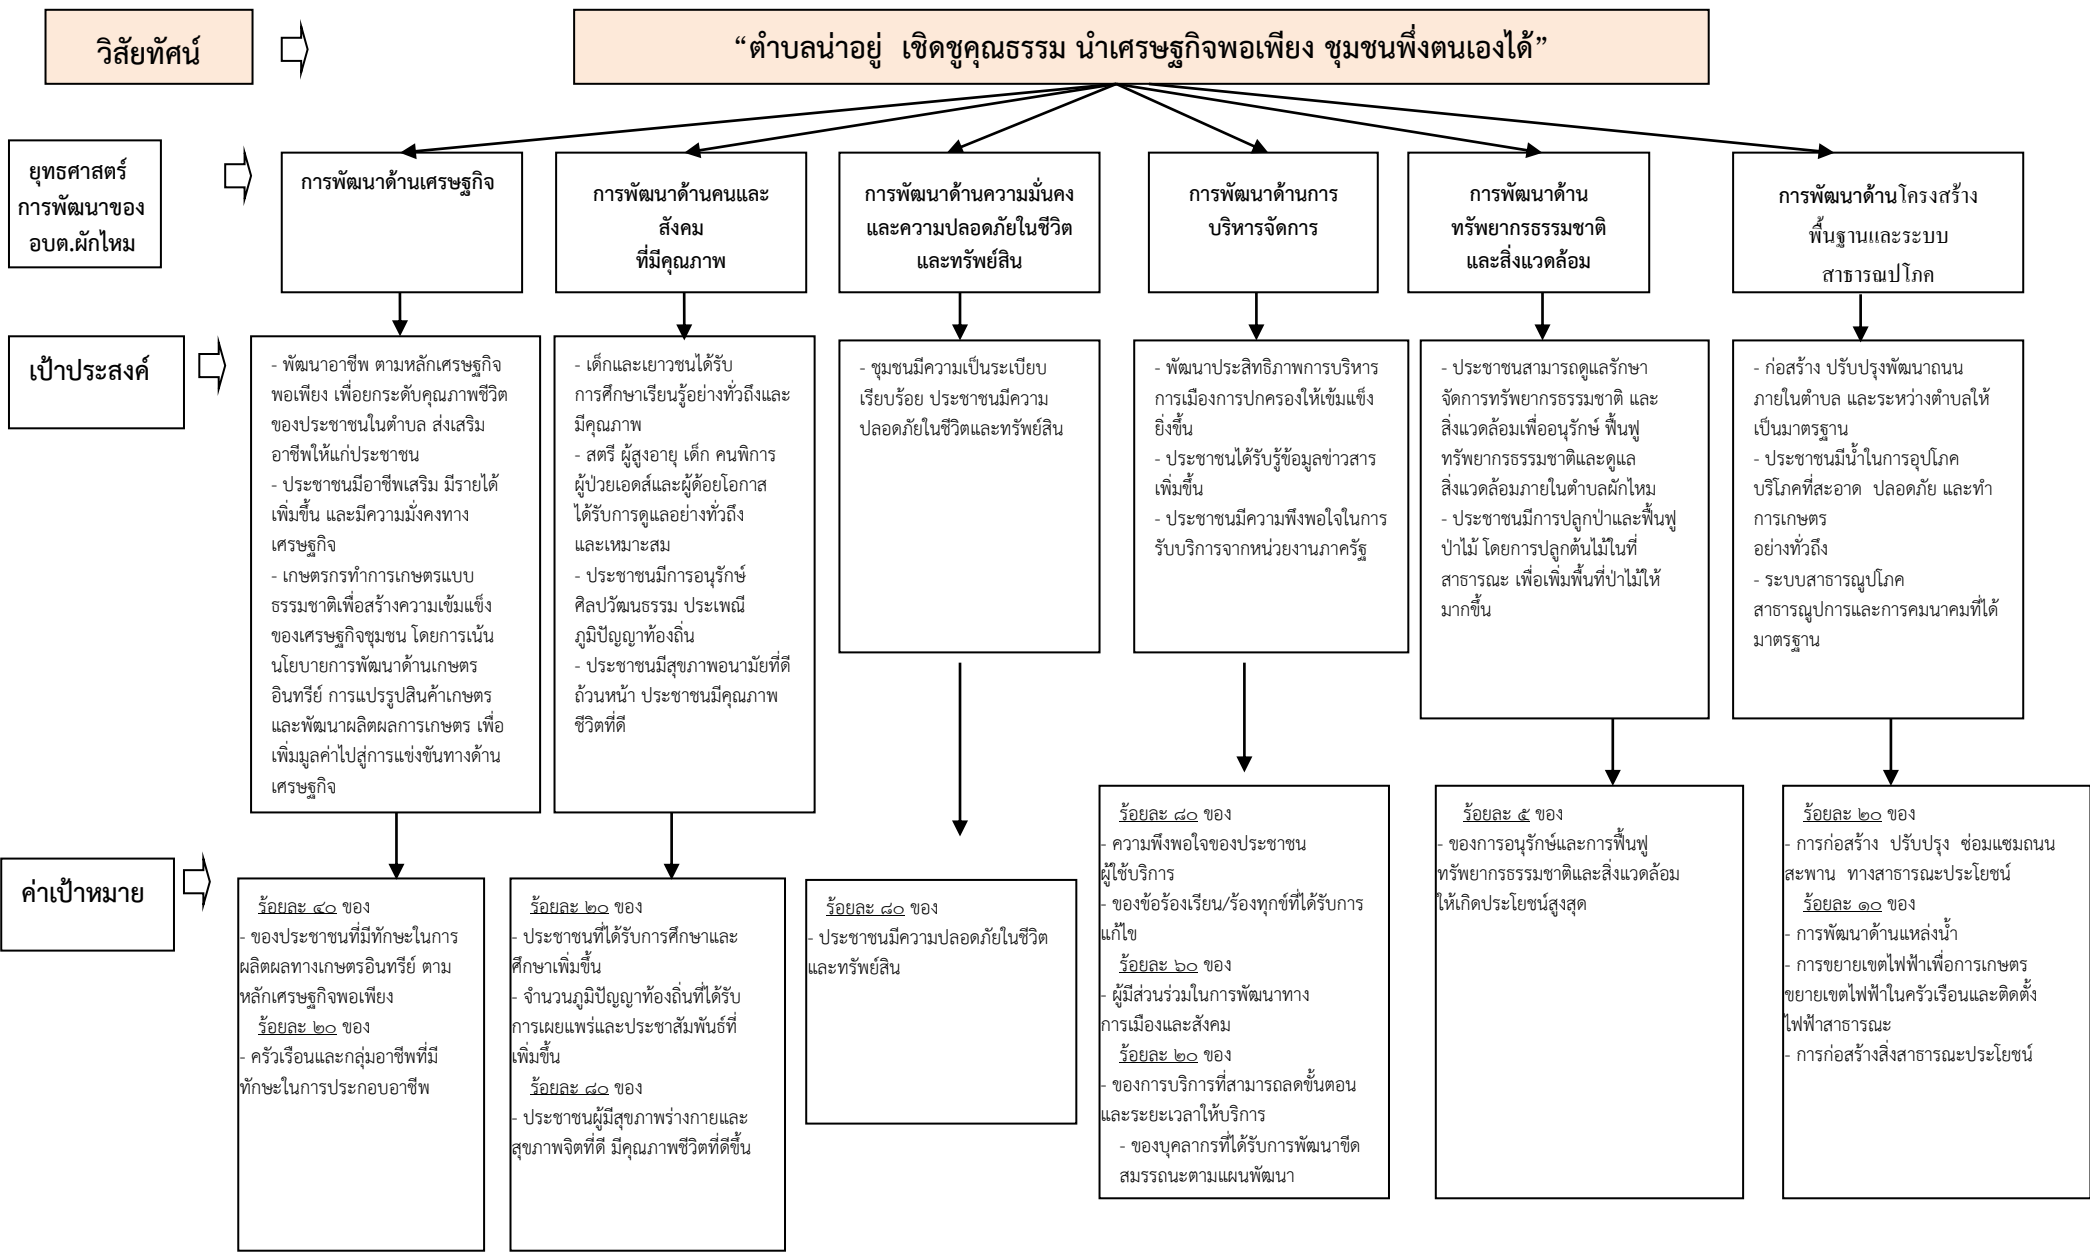 วิสัยทัศน์
“ตำบลน่าอยู่ เชิดชูคุณธรรม นำเศรษฐกิจพอเพียง ชุมชนพึ่งตนเองได้”
ยุทธศาสตร์
การพัฒนาของ
อบต.ผักไหม
การพัฒนาด้านเศรษฐกิจ
การพัฒนาด้านคนและ
สังคม
ที่มีคุณภาพ
การพัฒนาด้านความมั่นคง
และความปลอดภัยในชีวิต
และทรัพย์สิน
การพัฒนาด้านการ
บริหารจัดการ
การพัฒนาด้าน
ทรัพยากรธรรมชาติ
และสิ่งแวดล้อม
การพัฒนาด้านโครงสร้าง
พื้นฐานและระบบ
สาธารณปโภค
เป้าประสงค์
- พัฒนาอาชีพ ตามหลักเศรษฐกิจ
พอเพียง เพื่อยกระดับคุณภาพชีวิต
ของประชาชนในตำบล ส่งเสริม
อาชีพให้แก่ประชาชน
- ประชาชนมีอาชีพเสริม มีรายได้
เพิ่มขึ้น และมีความมั่งคงทาง
เศรษฐกิจ
- เกษตรกรทำการเกษตรแบบ
ธรรมชาติเพื่อสร้างความเข้มแข็ง
ของเศรษฐกิจชุมชน โดยการเน้น
นโยบายการพัฒนาด้านเกษตร
อินทรีย์ การแปรรูปสินค้าเกษตร
และพัฒนาผลิตผลการเกษตร เพื่อ
เพิ่มมูลค่าไปสู่การแข่งขันทางด้าน
เศรษฐกิจ
- เด็กและเยาวชนได้รับ
การศึกษาเรียนรู้อย่างทั่วถึงและ
มีคุณภาพ
- สตรี ผู้สูงอายุ เด็ก คนพิการ
ผู้ป่วยเอดส์และผู้ด้อยโอกาส
ได้รับการดูแลอย่างทั่วถึง
และเหมาะสม
- ประชาชนมีการอนุรักษ์
ศิลปวัฒนธรรม ประเพณี
ภูมิปัญญาท้องถิ่น
- ประชาชนมีสุขภาพอนามัยที่ดี
ถ้วนหน้า ประชาชนมีคุณภาพ
ชีวิตที่ดี
- ชุมชนมีความเป็นระเบียบ
เรียบร้อย ประชาชนมีความ
ปลอดภัยในชีวิตและทรัพย์สิน
- พัฒนาประสิทธิภาพการบริหาร
การเมืองการปกครองให้เข้มแข็ง
ยิ่งขึ้น
- ประชาชนได้รับรู้ข้อมูลข่าวสาร
เพิ่มขึ้น
- ประชาชนมีความพึงพอใจในการ
รับบริการจากหน่วยงานภาครัฐ
- ประชาชนสามารถดูแลรักษา
จัดการทรัพยากรธรรมชาติ และ
สิ่งแวดล้อมเพื่ออนุรักษ์ ฟื้นฟู
ทรัพยากรธรรมชาติและดูแล
สิ่งแวดล้อมภายในตำบลผักไหม
- ประชาชนมีการปลูกป่าและฟื้นฟู
ป่าไม้ โดยการปลูกต้นไม้ในที่
สาธารณะ เพื่อเพิ่มพื้นที่ป่าไม้ให้
มากขึ้น
- ก่อสร้าง ปรับปรุงพัฒนาถนน
ภายในตำบล และระหว่างตำบลให้
เป็นมาตรฐาน
- ประชาชนมีน้ำในการอุปโภค
บริโภคที่สะอาด ปลอดภัย และทำ
การเกษตร
อย่างทั่วถึง
- ระบบสาธารณูปโภค
สาธารณูปการและการคมนาคมที่ได้
มาตรฐาน
ค่าเป้าหมาย
ร้อยละ ๔๐ ของ
- ของประชาชนที่มีทักษะในการ
ผลิตผลทางเกษตรอินทรีย์ ตาม
หลักเศรษฐกิจพอเพียง
ร้อยละ ๒๐ ของ
- ครัวเรือนและกลุ่มอาชีพที่มี
ทักษะในการประกอบอาชีพ
ร้อยละ ๒๐ ของ
- ประชาชนที่ได้รับการศึกษาและ
ศึกษาเพิ่มขึ้น
- จำนวนภูมิปัญญาท้องถิ่นที่ได้รับ
การเผยแพร่และประชาสัมพันธ์ที่
เพิ่มขึ้น
ร้อยละ ๘๐ ของ
- ประชาชนผู้มีสุขภาพร่างกายและ
สุขภาพจิตที่ดี มีคุณภาพชีวิตที่ดีขึ้น
ร้อยละ ๘๐ ของ
- ประชาชนมีความปลอดภัยในชีวิต
และทรัพย์สิน
ร้อยละ ๘๐ ของ
- ความพึงพอใจของประชาชน
ผู้ใช้บริการ
- ของข้อร้องเรียน/ร้องทุกข์ที่ได้รับการ
แก้ไข
ร้อยละ ๖๐ ของ
- ผู้มีส่วนร่วมในการพัฒนาทาง
การเมืองและสังคม
ร้อยละ ๒๐ ของ
- ของการบริการที่สามารถลดขั้นตอน
และระยะเวลาให้บริการ
- ของบุคลากรที่ได้รับการพัฒนาขีด
สมรรถนะตามแผนพัฒนา
ร้อยละ ๕ ของ
- ของการอนุรักษ์และการฟื้นฟู
ทรัพยากรธรรมชาติและสิ่งแวดล้อม
ให้เกิดประโยชน์สูงสุด
ร้อยละ ๒๐ ของ
- การก่อสร้าง ปรับปรุง ซ่อมแซมถนน
สะพาน ทางสาธารณะประโยชน์
ร้อยละ ๑๐ ของ
- การพัฒนาด้านแหล่งน้ำ
- การขยายเขตไฟฟ้าเพื่อการเกษตร
ขยายเขตไฟฟ้าในครัวเรือนและติดตั้ง
ไฟฟ้าสาธารณะ
- การก่อสร้างสิ่งสาธารณะประโยชน์